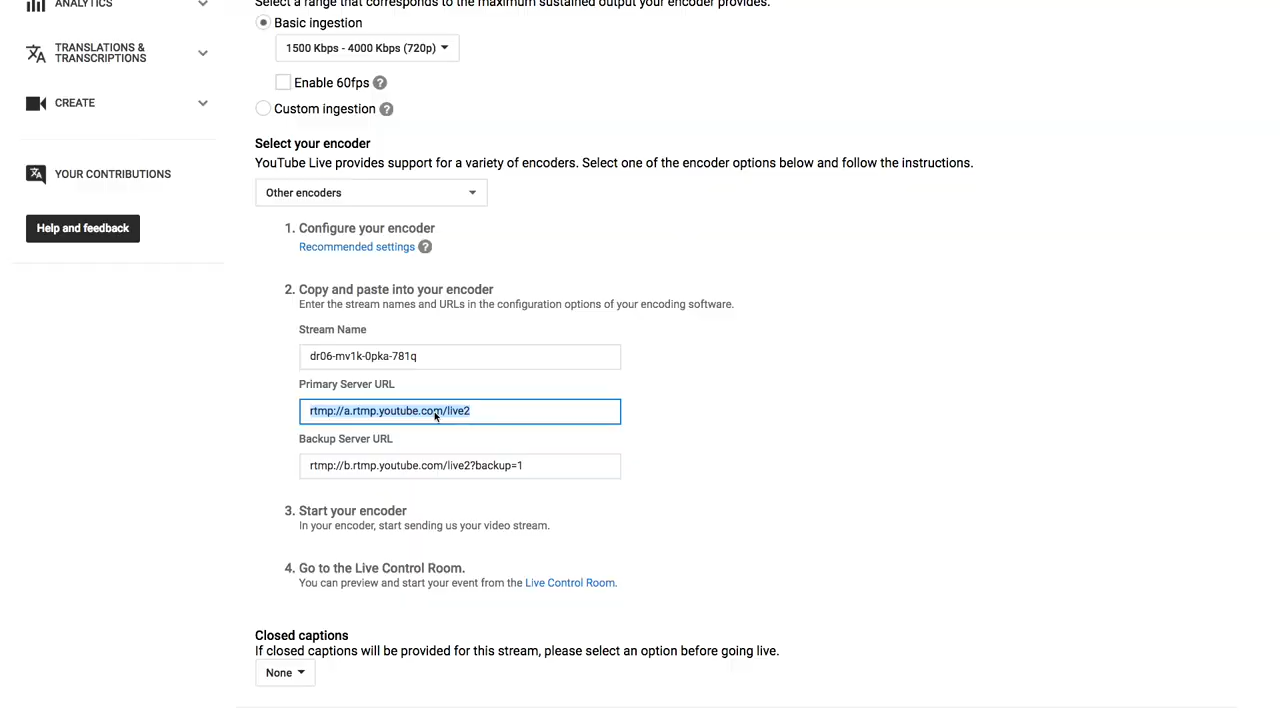 ANALYTICS
TRANSLATIONS &
TRANSCRIPTIONS
CREATE
YOUR CONTRIBUTIONS
Help and feedback
Select a range that corresponds to the maximum sustained output your encoder provides.
Basic ingestion
1500 Kbps - 4000 Kbps (720p)
Enable 60fps ?
Custom ingestion ?
Select your encoder
YouTube Live provides support for a variety of encoders. Select one of the encoder options below and follow the instructions.
Other encoders
1. Configure your encoder
Recommended settings ?
2. Copy and paste into your encoder
Enter the stream names and URLs in the configuration options of your encoding software.
Stream Name
dr06-mv1k-0pka-781q
Primary Server URL
rtmp://a.rtmp.youtube.com/live2
Backup Server URL
rtmp://b.rtmp.youtube.com/live2?backup=1
3. Start your encoder
In your encoder, start sending us your video stream.
4. Go to the Live Control Room.
You can preview and start your event from the Live Control Room.
Closed captions
If closed captions will be provided for this stream, please select an option before going live.
None